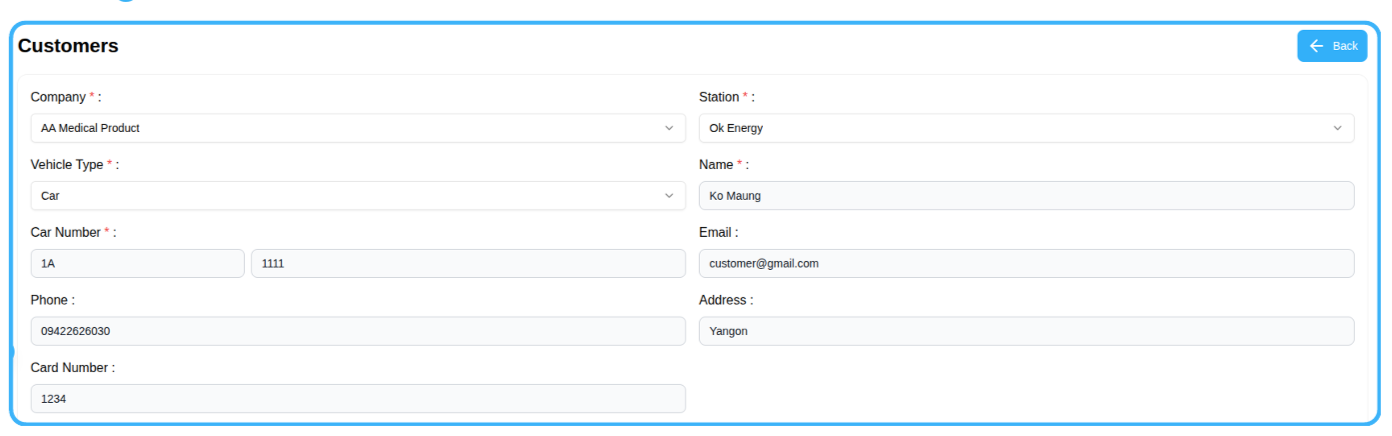 Customers
Back
Company * :
Station * :
AA Medical Product
Ok Energy
Vehicle Type * :
Name * :
Car
Ko Maung
Car Number * :
Email :
1A
1111
customer@gmail.com
Phone :
Address :
09422626030
Yangon
Card Number :
1234